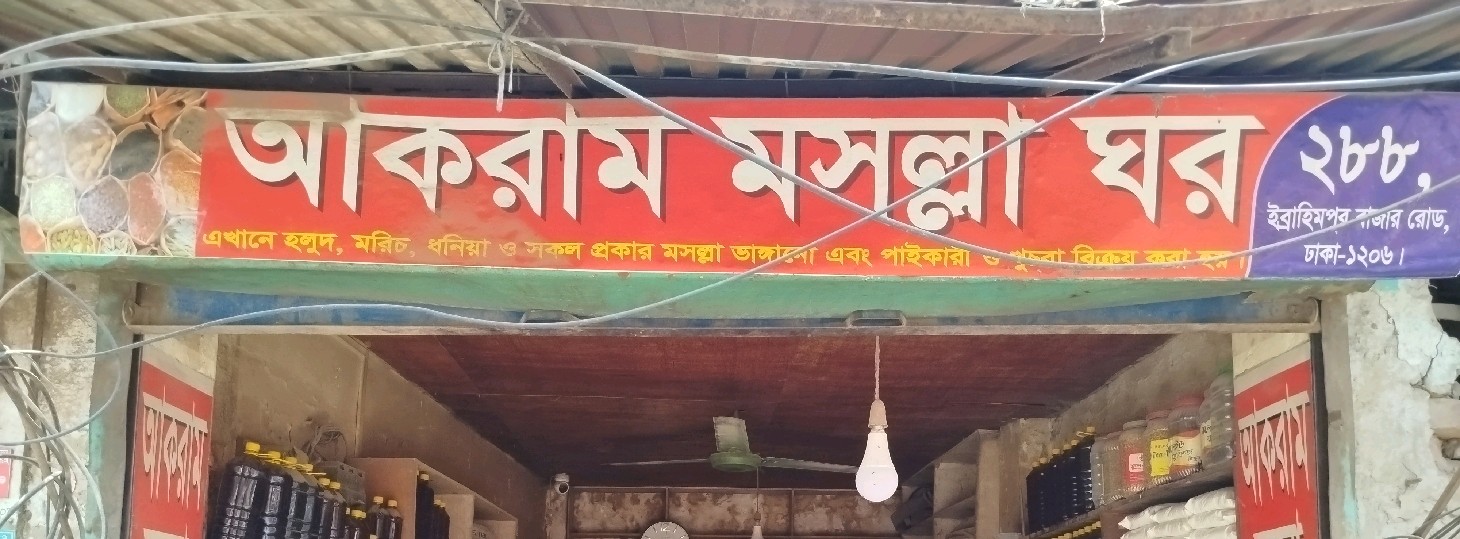 আকরাম মসল্লা ঘর
এখানে হলুদ, মরিচ, ধনিয়া ও সকল প্রকার মসল্লা ভাঙ্গানো এবং পাইকারী ও খুচরা বিক্রয় করা হয়।
২৮৮,
ইব্রাহিমপুর বাজার রোড,
ঢাকা-১২০৬।
আকরাম
আকরাম